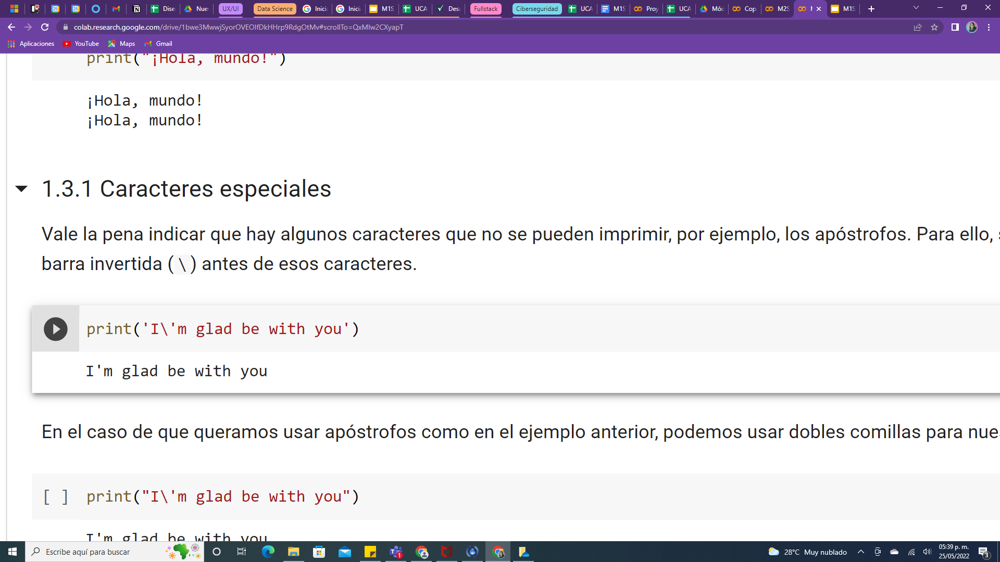 Dise
Nue
UX/UI
Data Science
Inici
Inici
M1S
UCA
Desa
Fullstack
Ciberseguridad
UCA
M1S
Proy
UCA
Mód
Cop
M2S
M1S
colab.research.google.com/drive/1bwe3MwwjSyorOVEOIfDkHHrp9RdgOtMv#scrollTo=QxMlw2CXyapT
Aplicaciones YouTube Maps Gmail
print("¡Hola, mundo!")
¡Hola, mundo!
¡Hola, mundo!
1.3.1 Caracteres especiales
Vale la pena indicar que hay algunos caracteres que no se pueden imprimir, por ejemplo, los apóstrofos. Para ello,
barra invertida (\) antes de esos caracteres.
print('I\'m glad be with you')
I'm glad be with you
En el caso de que queramos usar apóstrofos como en el ejemplo anterior, podemos usar dobles comillas para nue
[ ] print("I\'m glad be with you")
I'm glad be with you
Escribe aquí para buscar
28°C Muy nublado
05:39 p. m.
25/05/2022
3